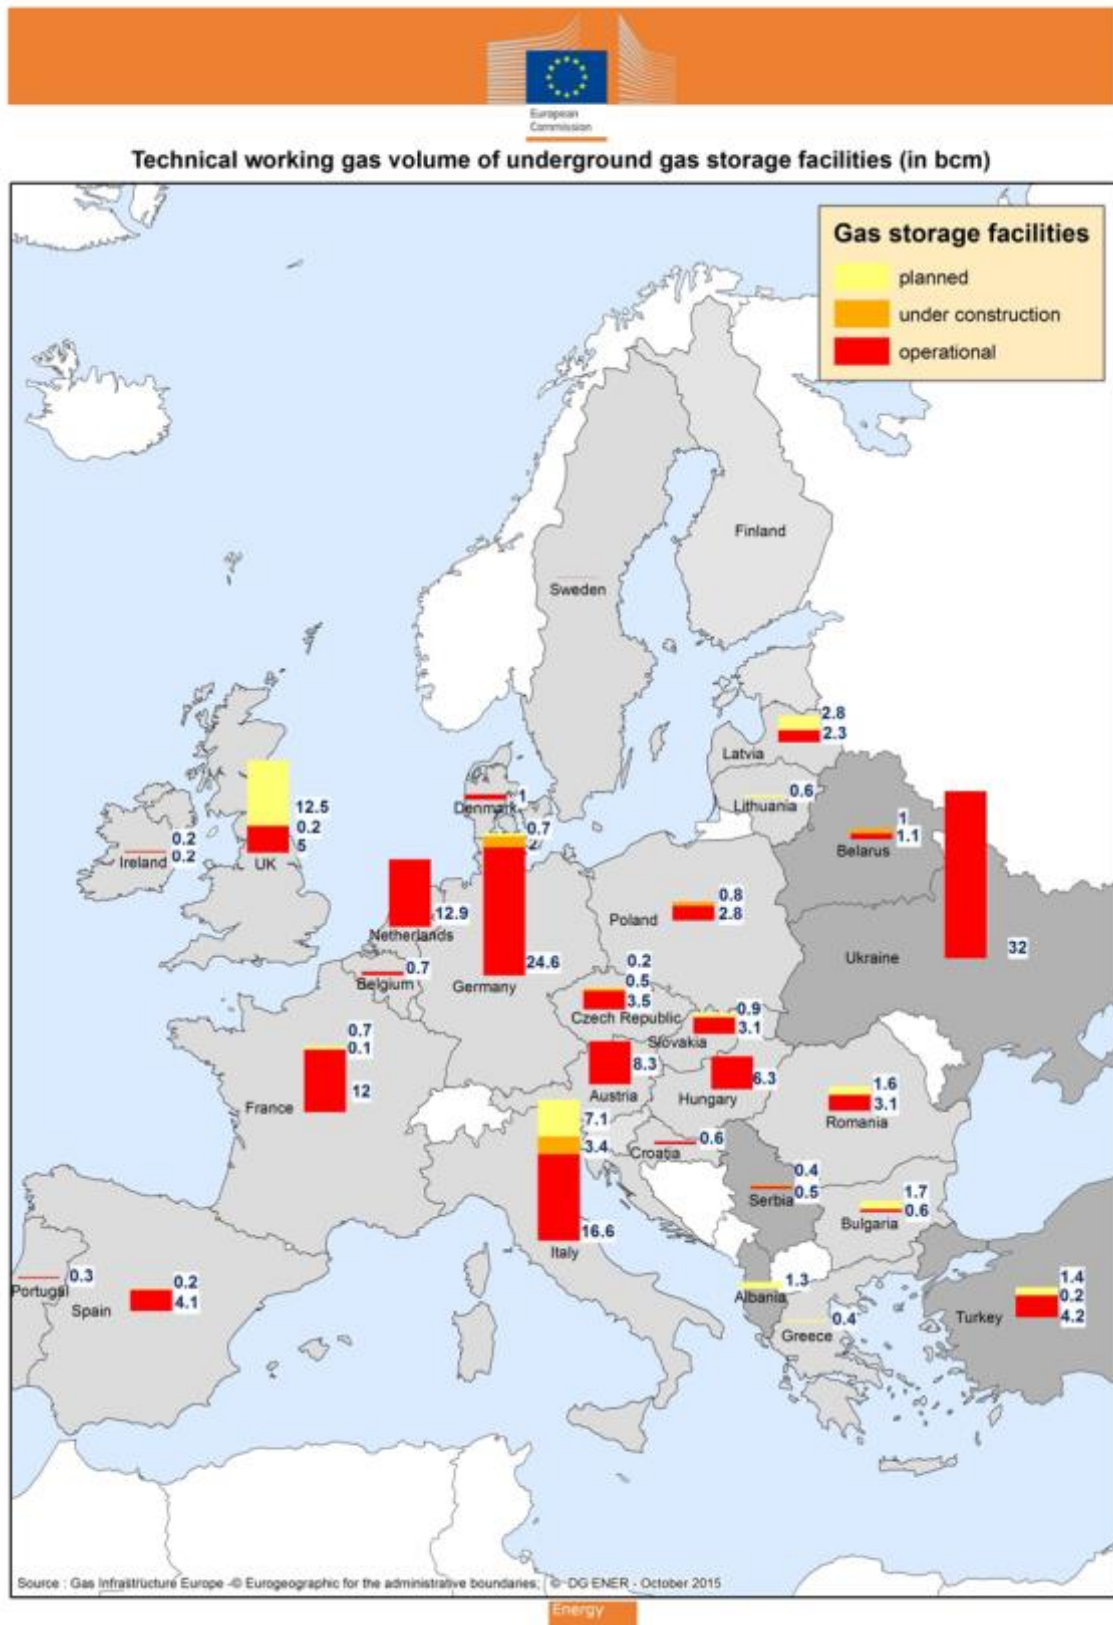 European
Commission
Technical working gas volume of underground gas storage facilities (in bcm)
Gas storage facilities
planned
under construction
operational
Finland
Sweden
2.8
2.3
Latvia
0.6
Lithuania
1
1.1
Belarus
12.5
0.2
5
UK
0.2
0.2
Ireland
1
Denmark
0.7
2
24.6
Germany
12.9
Netherlands
0.7
Belgium
0.8
2.8
Poland
32
Ukraine
0.2
0.5
3.5
Czech Republic
0.9
3.1
Slovakia
8.3
Austria
6.3
Hungary
0.7
0.1
12
France
1.6
3.1
Romania
7.1
3.4
16.6
Italy
0.6
Croatia
0.4
0.5
Serbia
1.7
0.6
Bulgaria
0.3
Portugal
0.2
4.1
Spain
1.3
Albania
0.4
Greece
1.4
0.2
4.2
Turkey
Source : Gas Infrastructure Europe -© Eurogeographic for the administrative boundaries; © DG ENER - October 2015
Energy